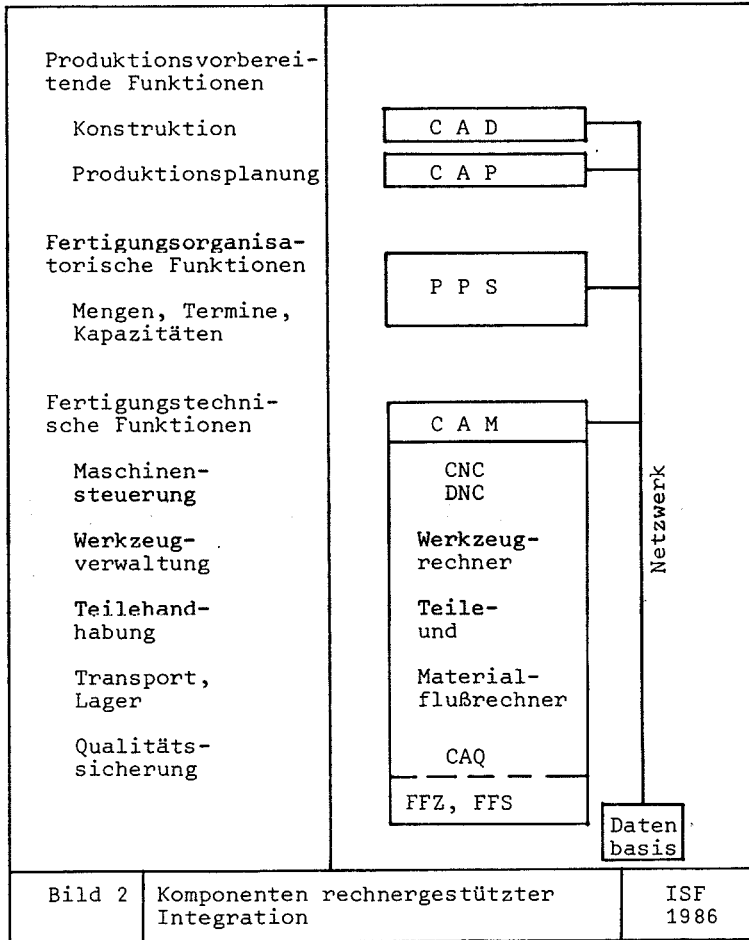 Produktionsvorberei-
tende Funktionen
Konstruktion
C A D
Produktionsplanung
C A P
Fertigungsorganisa-
torische Funktionen
P P S
Mengen, Termine,
Kapazitäten
Fertigungstechni-
sche Funktionen
C A M
Maschinen-
steuerung
CNC
DNC
Werkzeug-
verwaltung
Werkzeug-
rechner
Teilehand-
habung
Teile-
und
Transport,
Lager
Material-
flußrechner
Qualitäts-
sicherung
CAQ
FFZ, FFS
Netzwerk
Daten
basis
Bild 2
Komponenten rechnergestützter
Integration
ISF
1986